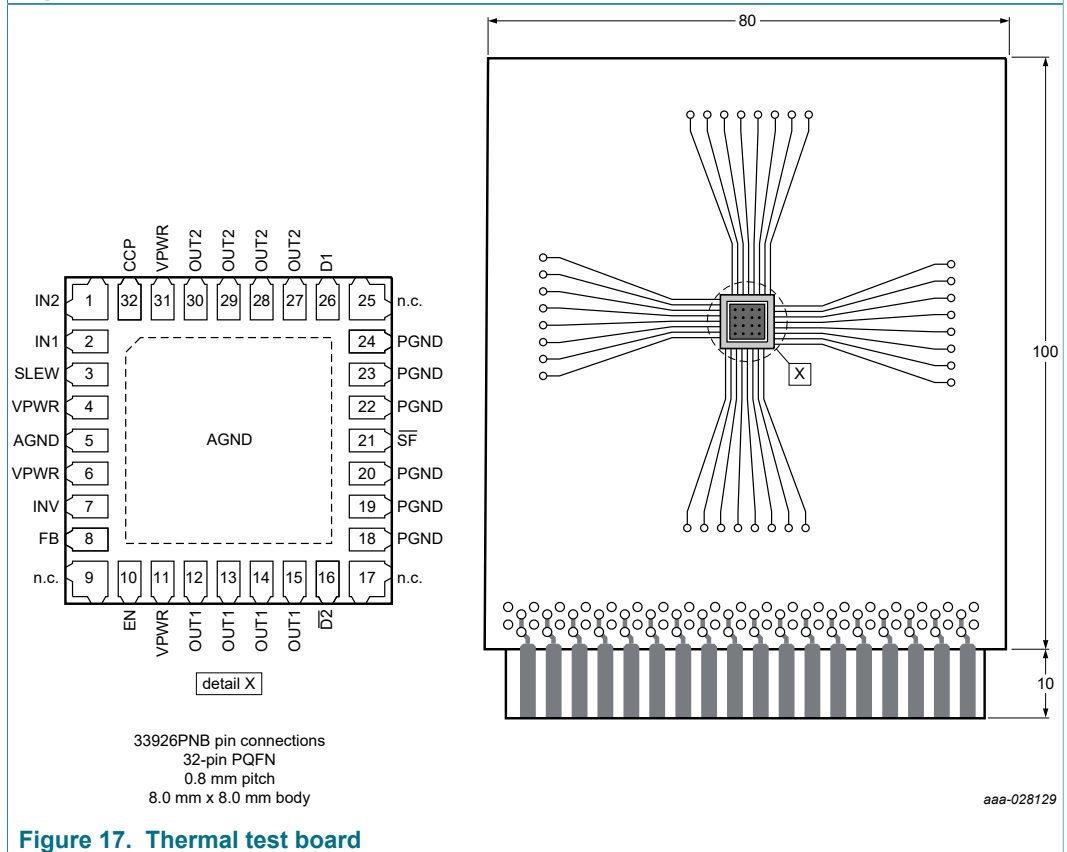 80
100
10
X
CCP VPWR OUT2 OUT2 OUT2 OUT2 D1
IN2 1 32 31 30 29 28 27 26 25 n.c.
IN1 2 24 PGND
SLEW 3 23 PGND
VPWR 4 22 PGND
AGND 5 AGND 21 S̅F̅
VPWR 6 20 PGND
INV 7 19 PGND
FB 8 18 PGND
n.c. 9 10 11 12 13 14 15 16 17 n.c.
EN VPWR OUT1 OUT1 OUT1 OUT1 D̅2̅
detail X
33926PNB pin connections
32-pin PQFN
0.8 mm pitch
8.0 mm x 8.0 mm body
aaa-028129
Figure 17. Thermal test board